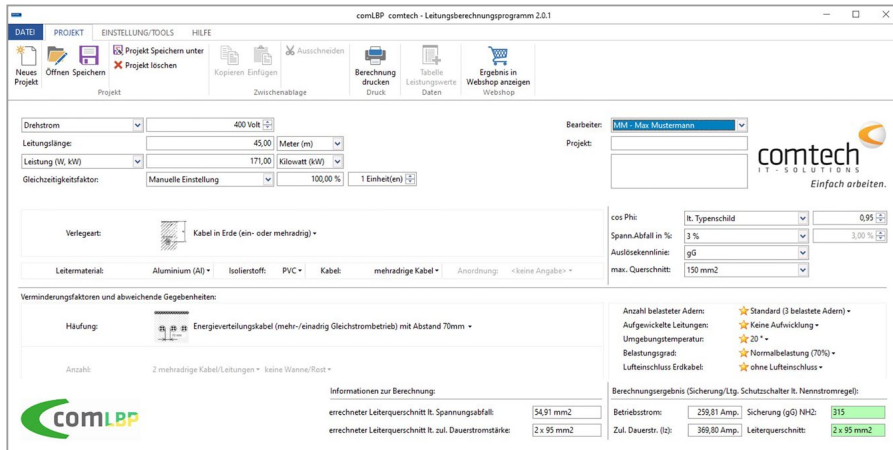 comLBP comtech - Leitungsberechnungsprogramm 2.0.1
DATEI PROJEKT EINSTELLUNG/TOOLS HILFE
Neues Projekt Öffnen Speichern Projekt Speichern unter
Projekt löschen
Projekt
Kopieren Einfügen Ausschneiden
Zwischenablage
Berechnung drucken
Druck
Tabelle Leistungswerte
Daten
Ergebnis in Webshop anzeigen
Webshop
Drehstrom 400 Volt
Leitungslänge: 45,00 Meter (m)
Leistung (W, kW) 171,00 Kilowatt (kW)
Gleichzeitigkeitsfaktor: Manuelle Einstellung 100,00 % 1 Einheit(en)
Bearbeiter: MM - Max Mustermann
Projekt:
comtech
IT-SOLUTIONS
Einfach arbeiten.
Verlegeart: Kabel in Erde (ein- oder mehradrig)
Leitermaterial: Aluminium (Al) Isolierstoff: PVC Kabel: mehradrige Kabel Anordnung: <keine Angabe>
cos Phi: lt. Typenschild 0,95
Spann.Abfall in %: 3 % 3,00 %
Auslösekennlinie: gG
max. Querschnitt: 150 mm2
Verminderungsfaktoren und abweichende Gegebenheiten:
Häufung: Energieverteilungskabel (mehr-/einadrig Gleichstrombetrieb) mit Abstand 70mm
Anzahl: 2 mehradrige Kabel/Leitungen keine Wanne/Rost
Anzahl belasteter Adern: Standard (3 belastete Adern)
Aufgewickelte Leitungen: Keine Aufwicklung
Umgebungstemperatur: 20 °
Belastungsgrad: Normalbelastung (70%)
Lufteinschluss Erdkabel: ohne Lufteinschluss
comLBP
Informationen zur Berechnung:
errechneter Leiterquerschnitt lt. Spannungsabfall: 54,91 mm2
errechneter Leiterquerschnitt lt. zul. Dauerstromstärke: 2 x 95 mm2
Berechnungsergebnis (Sicherung/Ltg. Schutzschalter lt. Nennstromregel):
Betriebsstrom: 259,81 Amp. Sicherung (gG) NH2: 315
Zul. Dauerstr. (Iz): 369,80 Amp. Leiterquerschnitt: 2 x 95 mm2